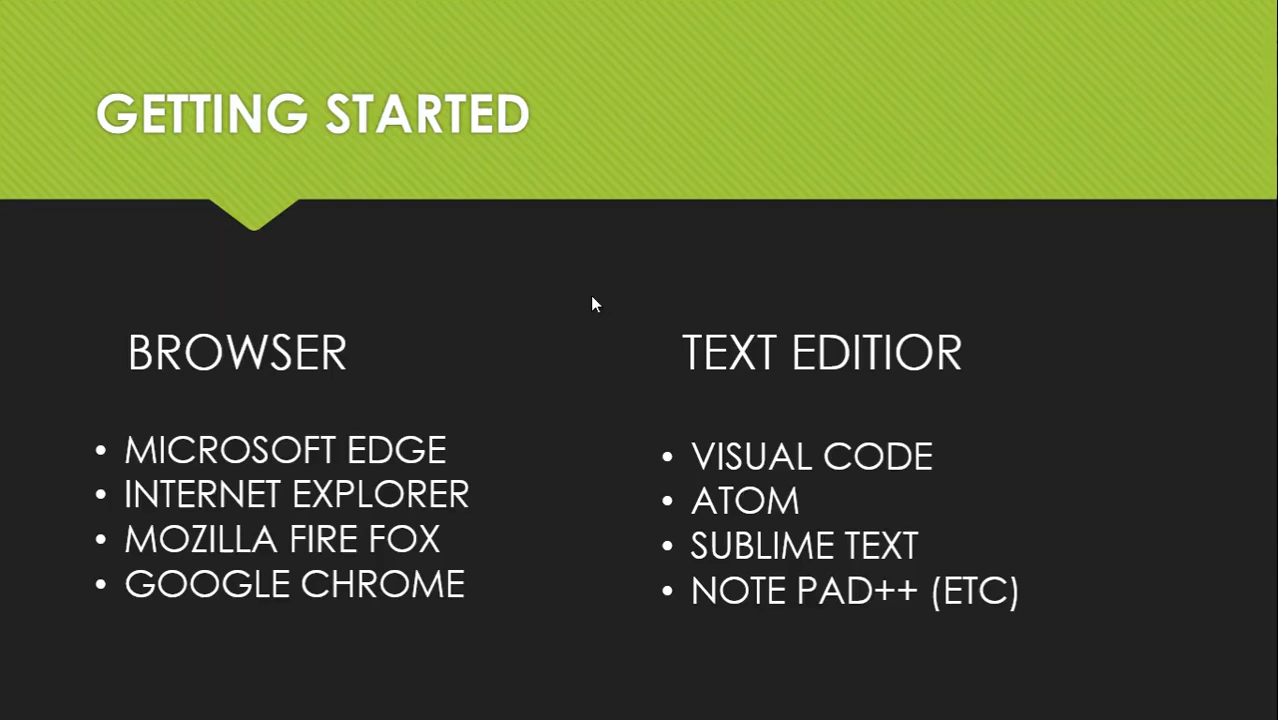 GETTING STARTED
BROWSER
• MICROSOFT EDGE
• INTERNET EXPLORER
• MOZILLA FIRE FOX
• GOOGLE CHROME
TEXT EDITIOR
• VISUAL CODE
• ATOM
• SUBLIME TEXT
• NOTE PAD++ (ETC)